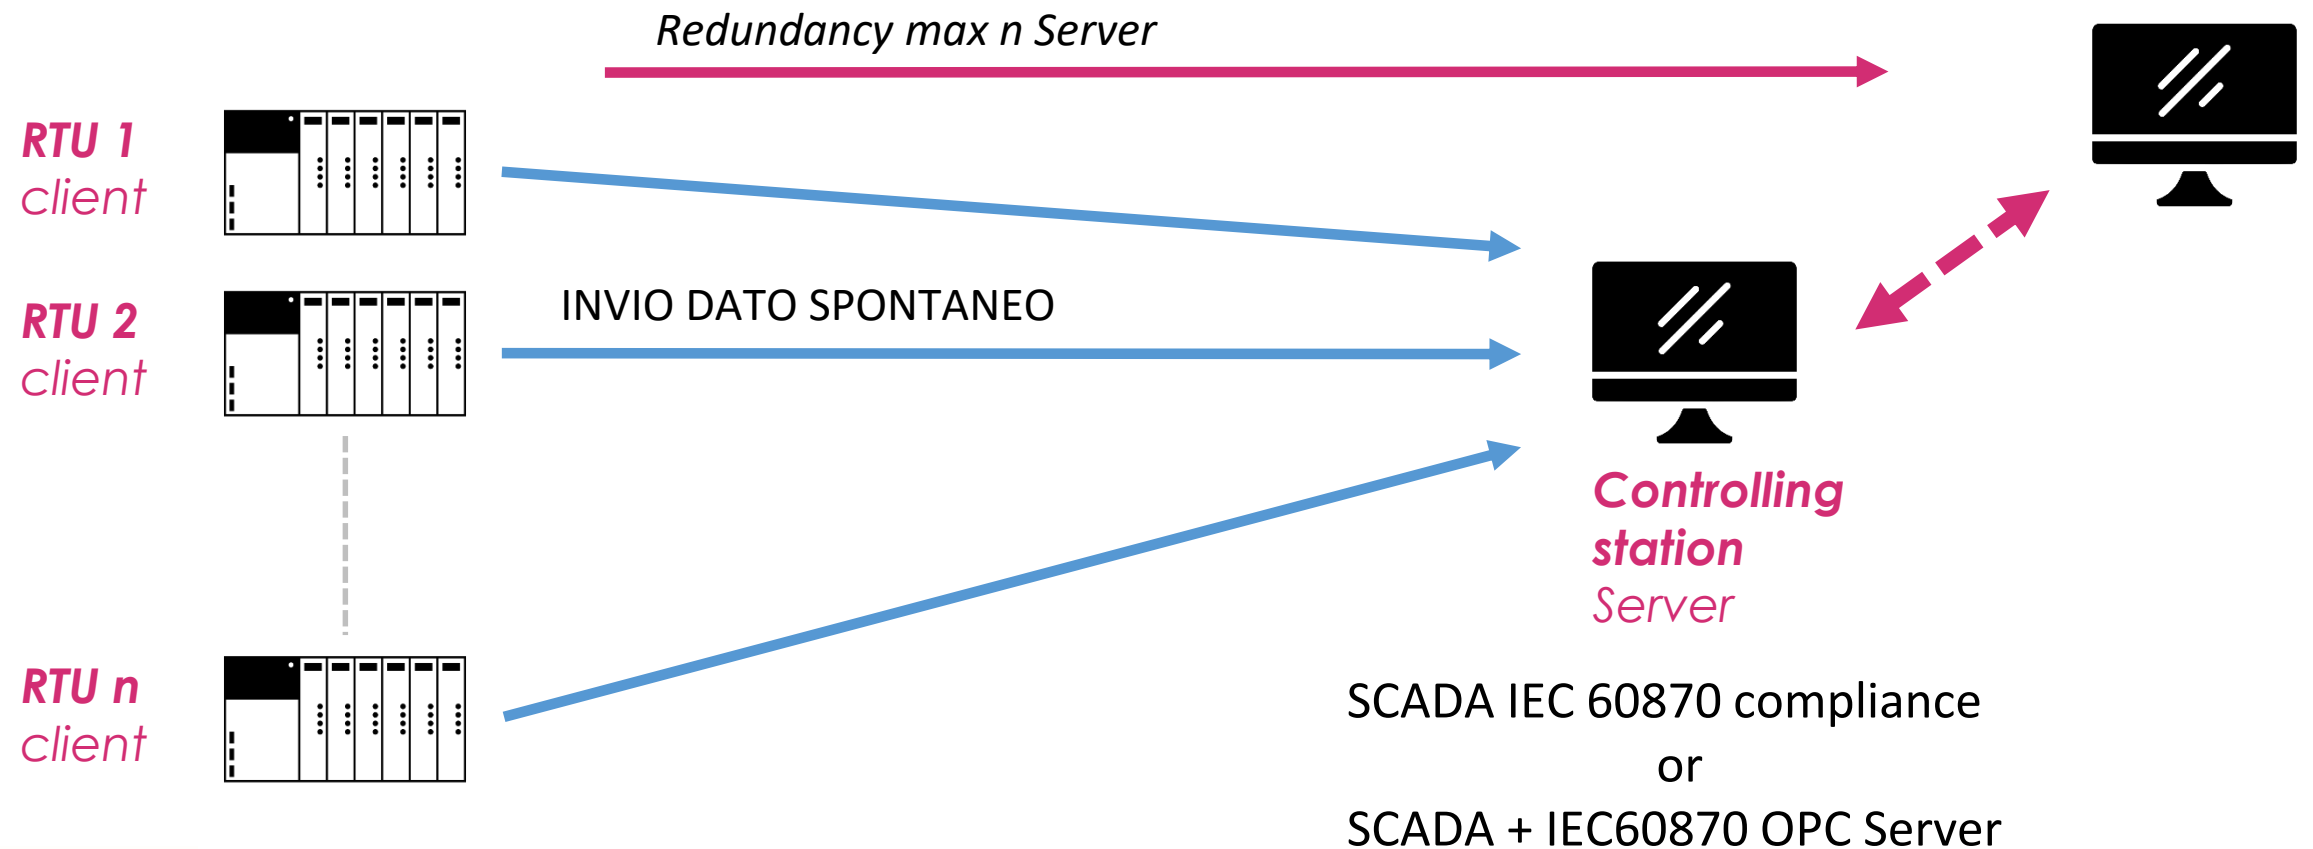 Redundancy max n Server
RTU 1
client
RTU 2
client
INVIO DATO SPONTANEO
Controlling
station
Server
RTU n
client
SCADA IEC 60870 compliance
or
SCADA + IEC60870 OPC Server